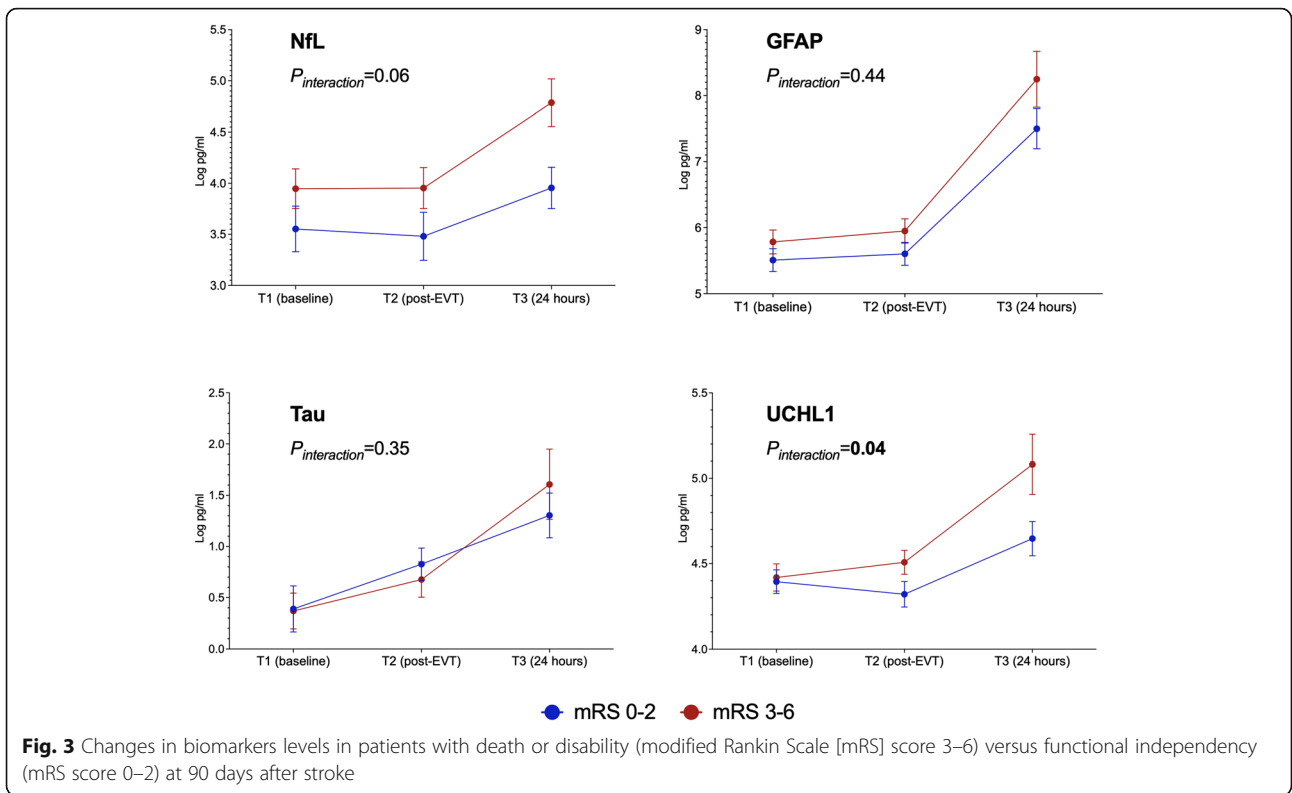 NfL
P interaction=0.06
Log pg/ml
5.5
5.0
4.5
4.0
3.5
3.0
T1 (baseline) T2 (post-EVT) T3 (24 hours)
GFAP
P interaction=0.44
Log pg/ml
9
8
7
6
5
T1 (baseline) T2 (post-EVT) T3 (24 hours)
Tau
P interaction=0.35
Log pg/ml
2.5
2.0
1.5
1.0
0.5
0.0
T1 (baseline) T2 (post-EVT) T3 (24 hours)
UCHL1
P interaction=0.04
Log pg/ml
5.5
5.0
4.5
4.0
T1 (baseline) T2 (post-EVT) T3 (24 hours)
mRS 0-2 mRS 3-6
Fig. 3 Changes in biomarkers levels in patients with death or disability (modified Rankin Scale [mRS] score 3–6) versus functional independency
(mRS score 0–2) at 90 days after stroke